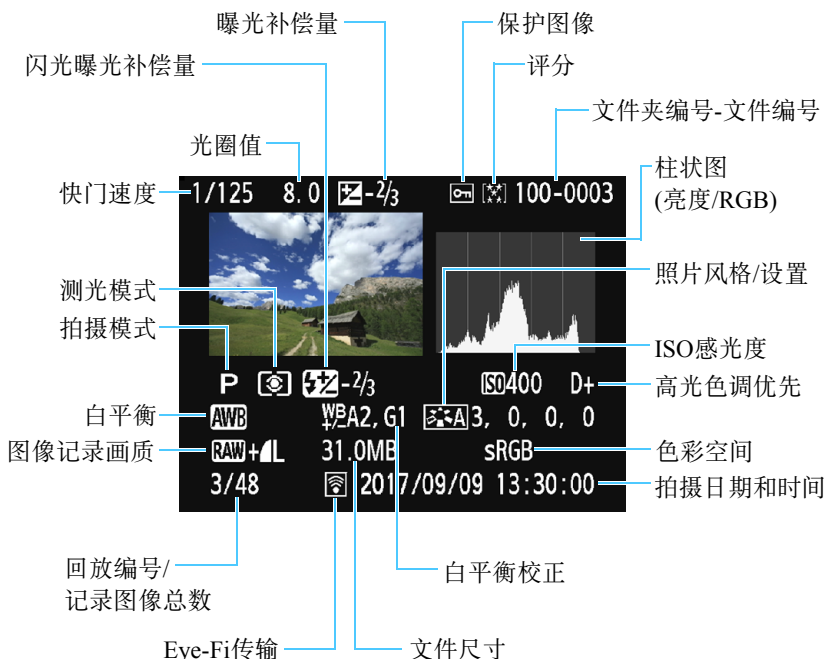 曝光补偿量
保护图像
闪光曝光补偿量
评分
文件夹编号-文件编号
光圈值
柱状图
(亮度/RGB)
快门速度
1/125 8.0 -2/3 100-0003
照片风格/设置
测光模式
拍摄模式
ISO感光度
P -2/3 ISO400 D+
高光色调优先
白平衡
AWB WB+/-A2, G1 A3, 0, 0, 0
图像记录画质
RAW+L 31.0MB sRGB
色彩空间
3/48 2017/09/09 13:30:00
拍摄日期和时间
回放编号/
记录图像总数
白平衡校正
Eye-Fi传输
文件尺寸